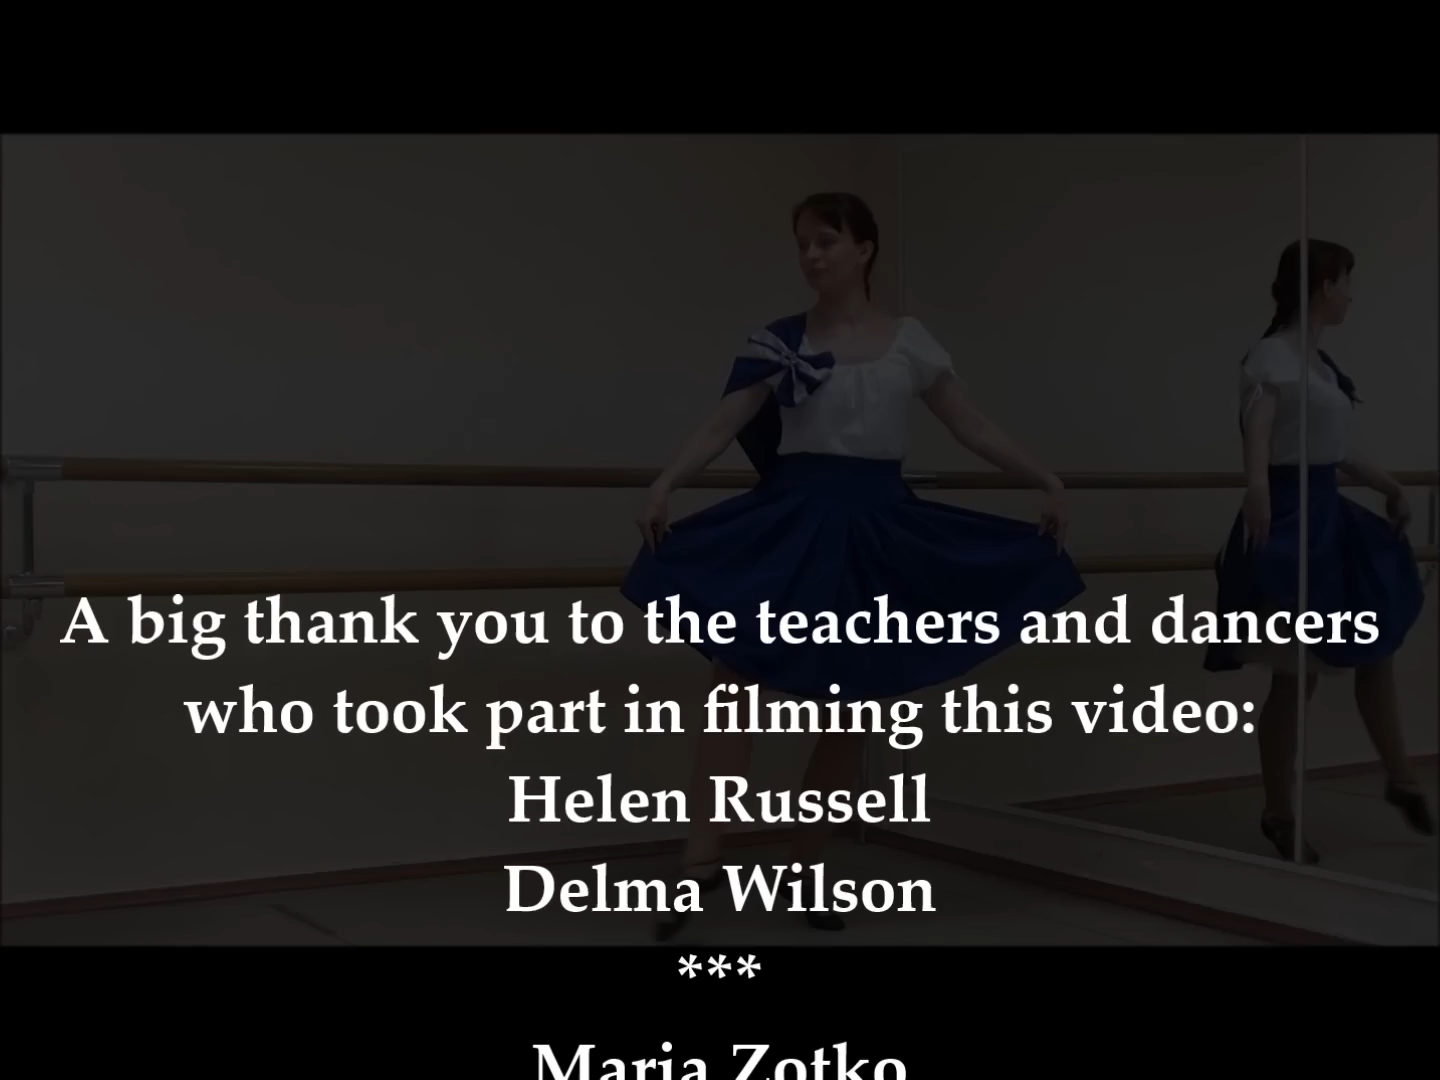 A big thank you to the teachers and dancers
who took part in filming this video:
Helen Russell
Delma Wilson
***
Maria Zotko